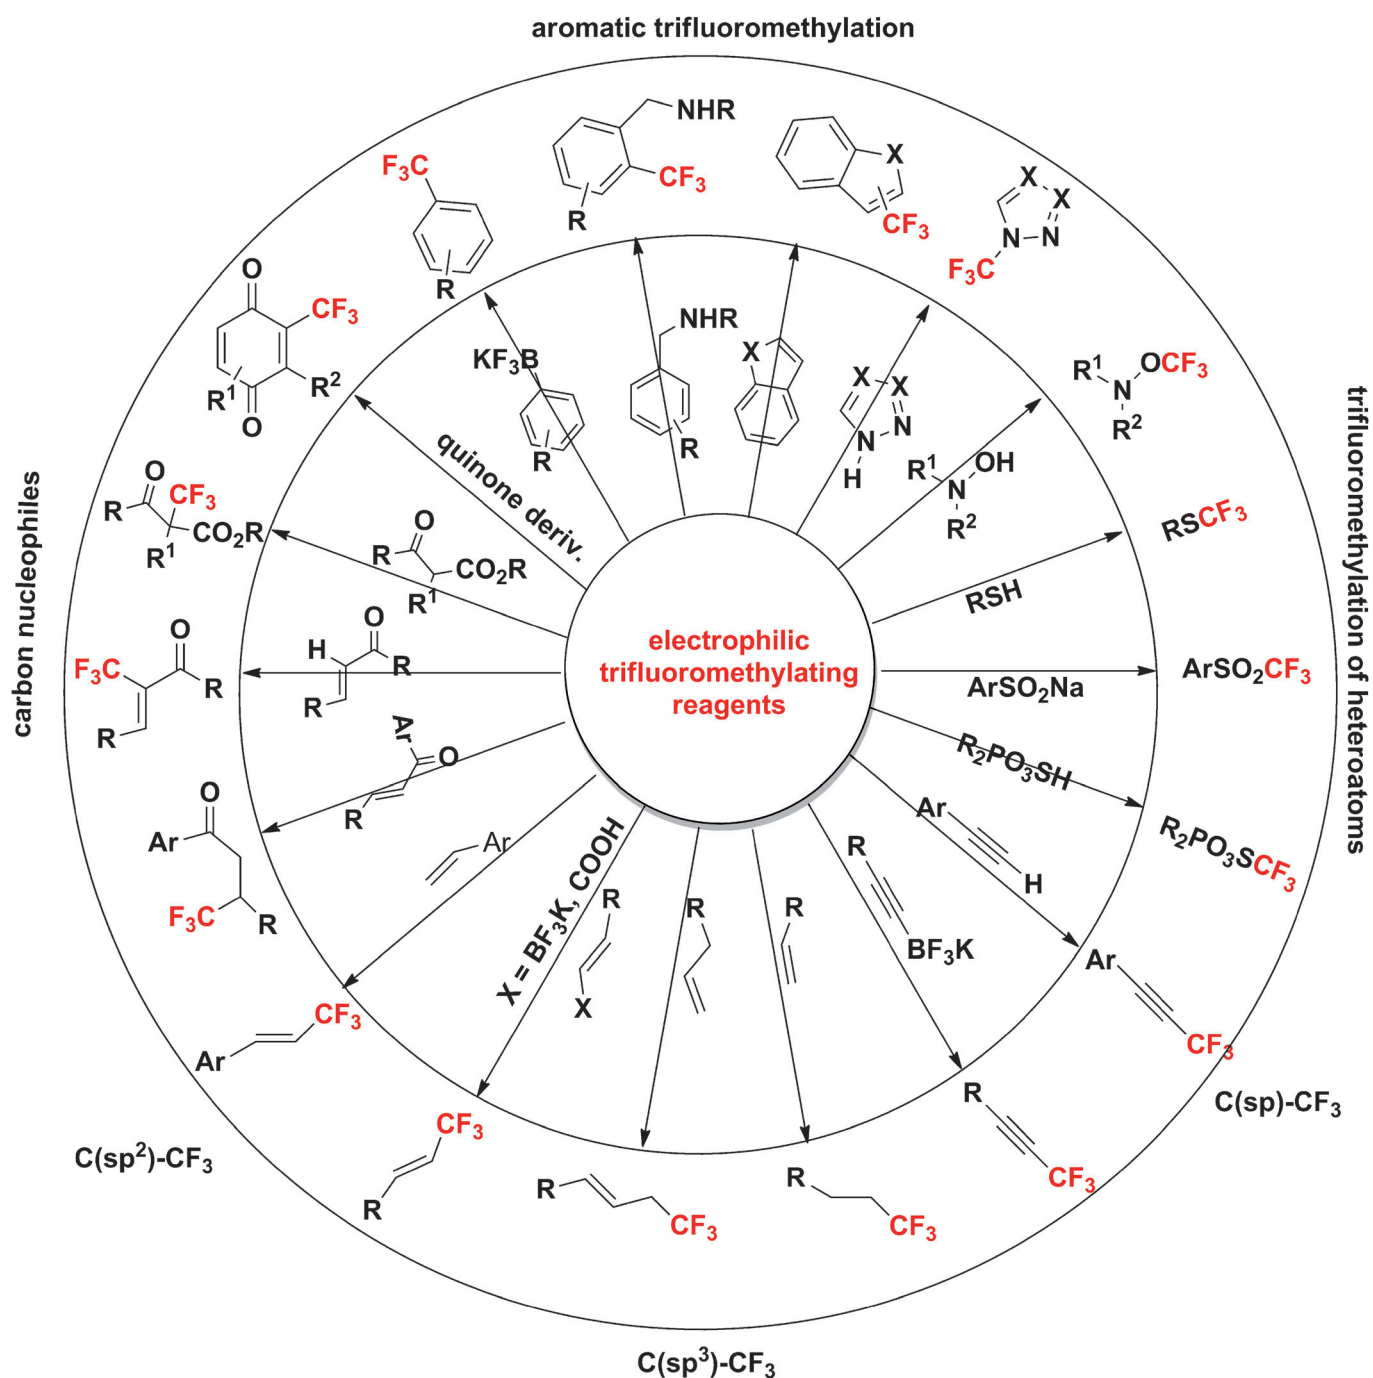 aromatic trifluoromethylation
NHR
CF3
R
F3C
R
X
CF3
X
X
N
N
F3C
O
CF3
R2
R1
O
KF3B
R
NHR
R
X
X
X
N
N
H
R1
N
OH
R2
R1
N
OCF3
R2
quinone deriv.
carbon nucleophiles
trifluoromethylation of heteroatoms
O
R
CF3
CO2R
R1
O
R
CO2R
R1
RSH
RSCF3
electrophilic
trifluoromethylating
reagents
O
F3C
R
R
O
H
R
R
ArSO2Na
ArSO2CF3
Ar
O
R
R2PO3SH
R2PO3SCF3
O
Ar
F3C
R
Ar
X = BF3K, COOH
R
X
R
R
R
BF3K
Ar
H
Ar
CF3
Ar
CF3
C(sp)-CF3
C(sp2)-CF3
CF3
R
R
CF3
R
CF3
R
CF3
C(sp3)-CF3